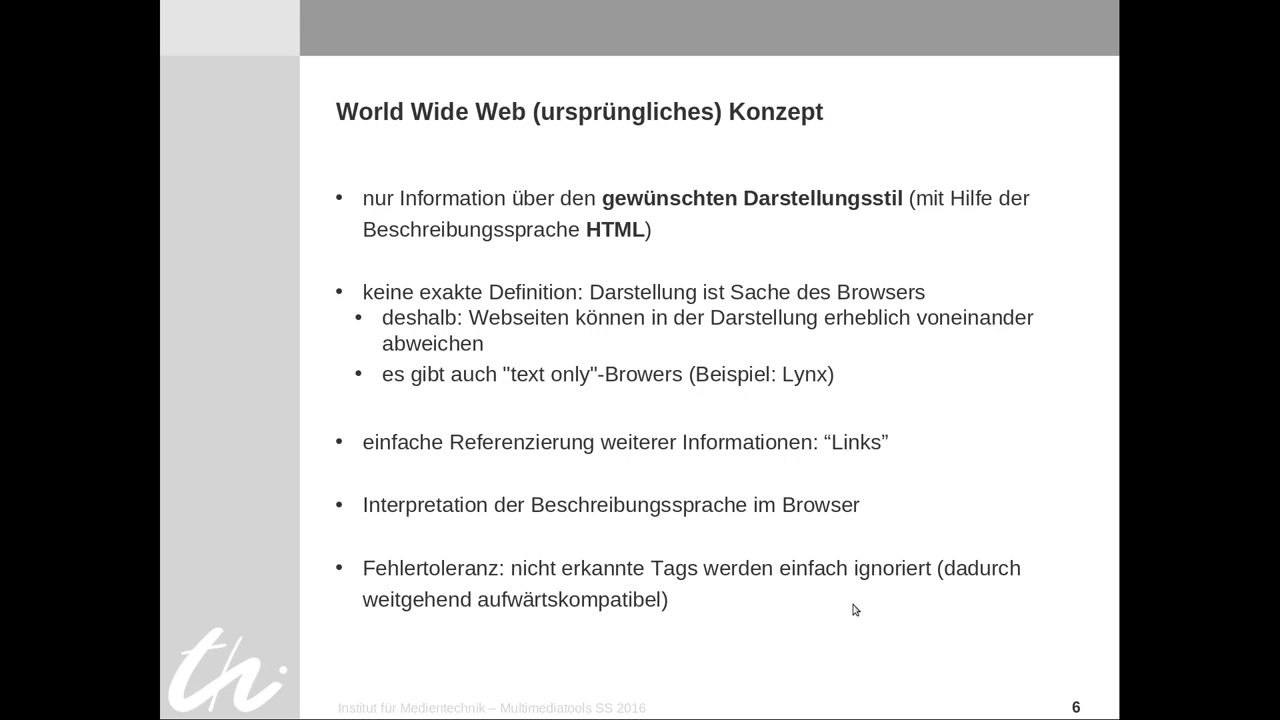 World Wide Web (ursprüngliches) Konzept
• nur Information über den gewünschten Darstellungsstil (mit Hilfe der
Beschreibungssprache HTML)
• keine exakte Definition: Darstellung ist Sache des Browsers
• deshalb: Webseiten können in der Darstellung erheblich voneinander
abweichen
• es gibt auch "text only"-Browers (Beispiel: Lynx)
• einfache Referenzierung weiterer Informationen: “Links”
• Interpretation der Beschreibungssprache im Browser
• Fehlertoleranz: nicht erkannte Tags werden einfach ignoriert (dadurch
weitgehend aufwärtskompatibel)
th
Institut für Medientechnik – Multimediatools SS 2016
6